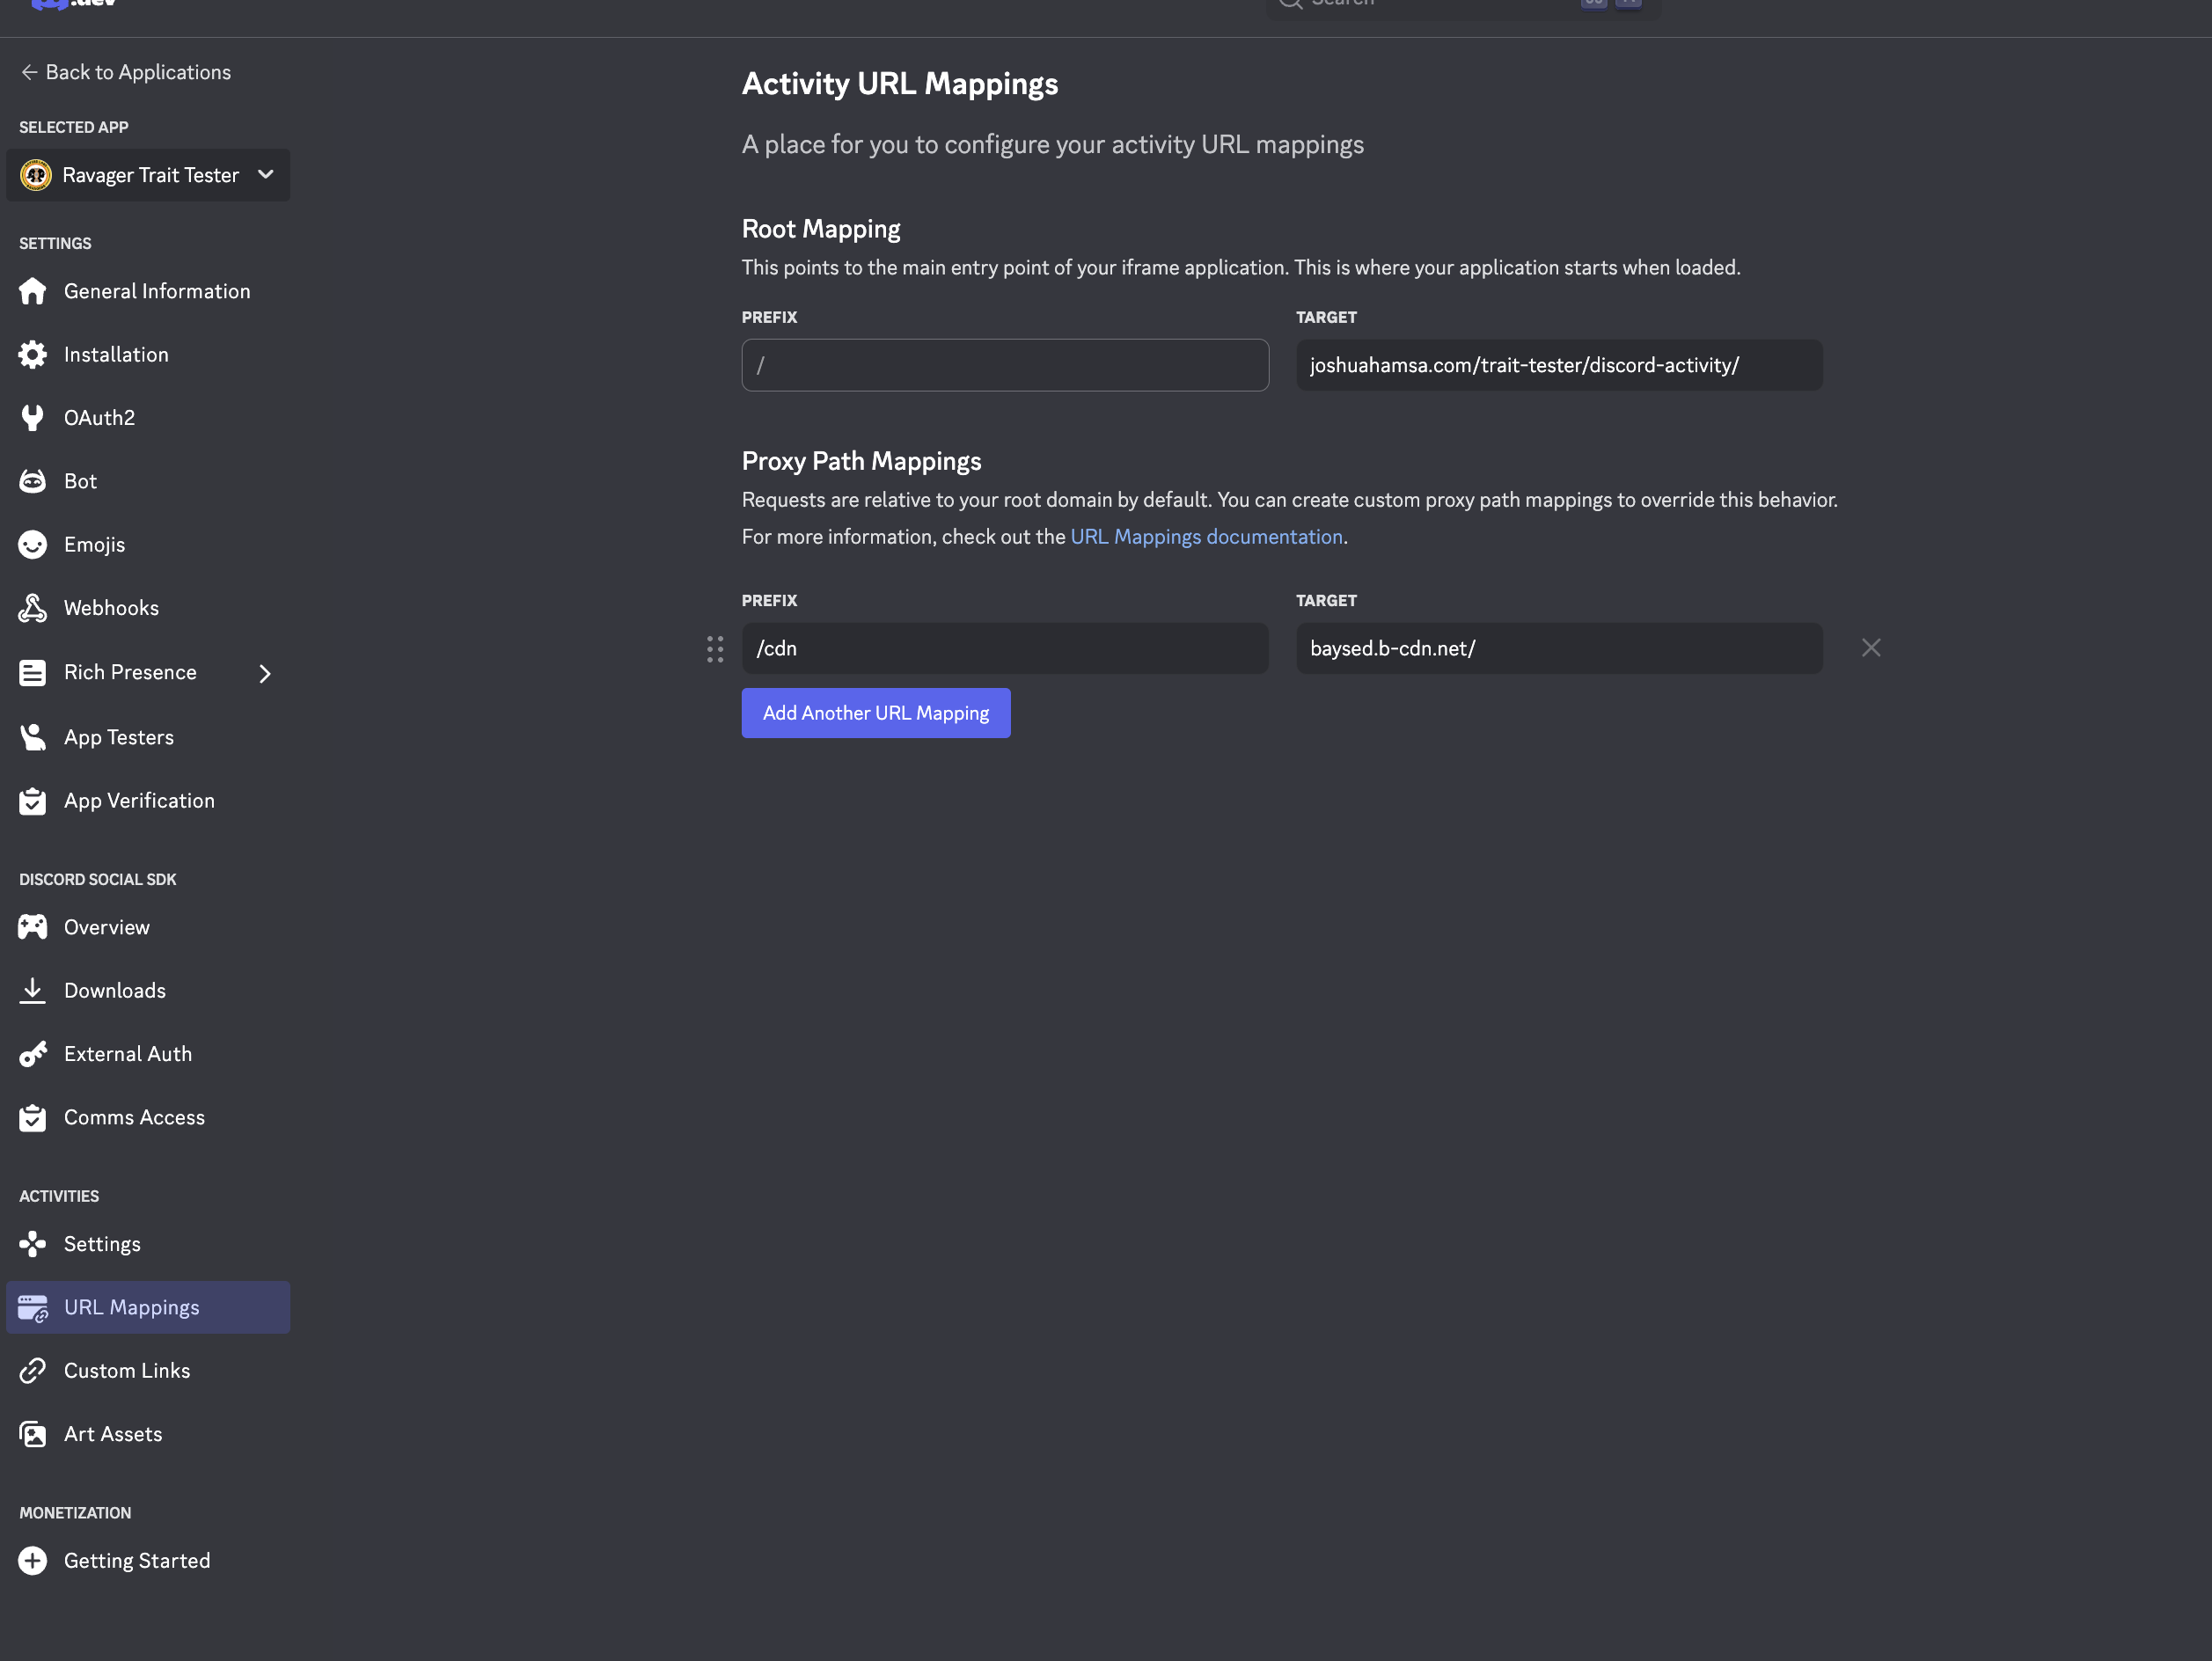 .dev
Search
← Back to Applications
SELECTED APP
Ravager Trait Tester
SETTINGS
General Information
Installation
OAuth2
Bot
Emojis
Webhooks
Rich Presence
App Testers
App Verification
DISCORD SOCIAL SDK
Overview
Downloads
External Auth
Comms Access
ACTIVITIES
Settings
URL Mappings
Custom Links
Art Assets
MONETIZATION
Getting Started
Activity URL Mappings
A place for you to configure your activity URL mappings
Root Mapping
This points to the main entry point of your iframe application. This is where your application starts when loaded.
PREFIX TARGET
/ joshuahamsa.com/trait-tester/discord-activity/
Proxy Path Mappings
Requests are relative to your root domain by default. You can create custom proxy path mappings to override this behavior.
For more information, check out the URL Mappings documentation.
PREFIX TARGET
/cdn baysed.b-cdn.net/
Add Another URL Mapping